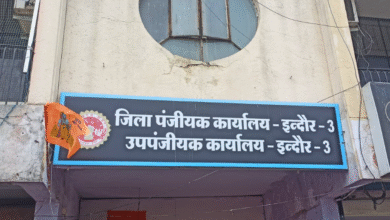 जिला पंजीयक कार्यालय - इन्दौर - 3
उपपंजीयक कार्यालय - इन्दौर - 3